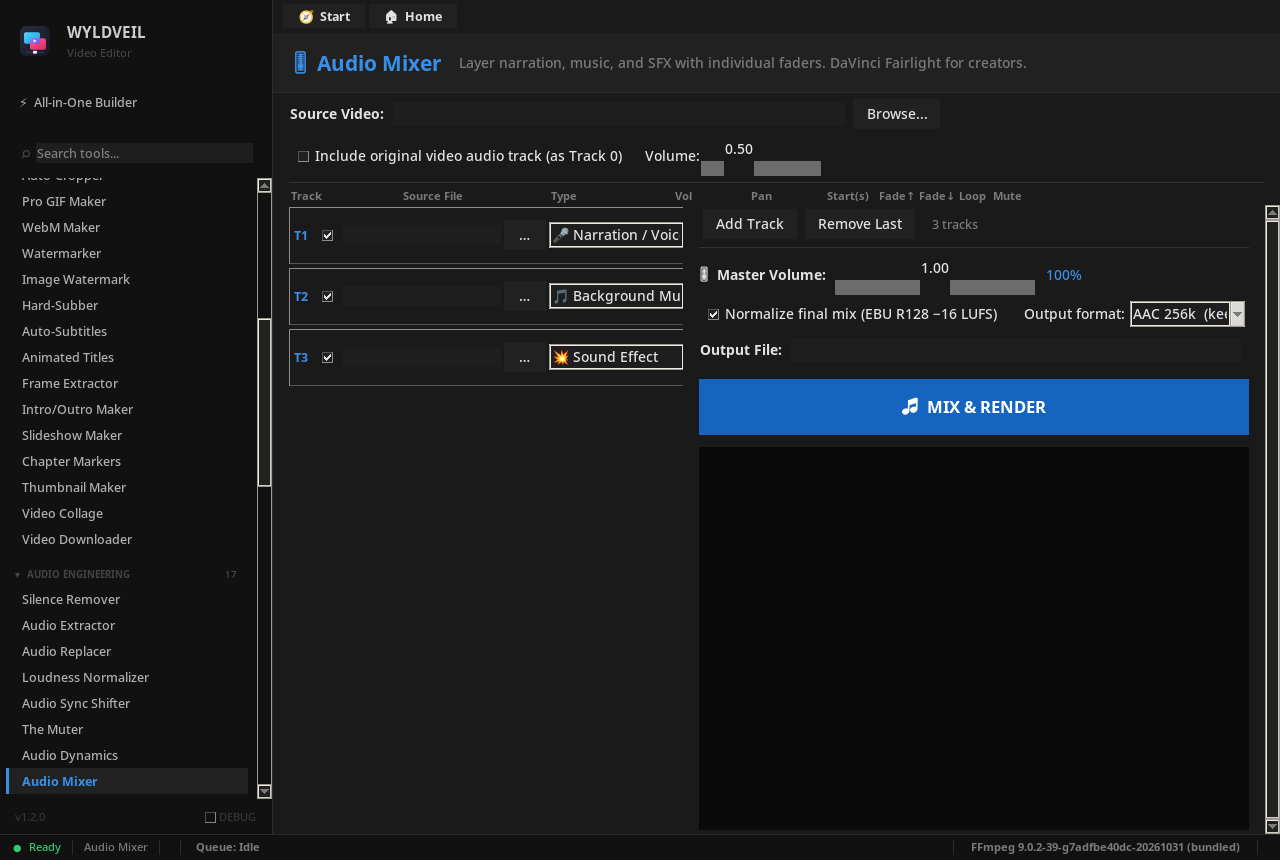 WYLDVEIL
Video Editor
⚡ All-in-One Builder
Search tools...
Auto-Cropper
Pro GIF Maker
WebM Maker
Watermarker
Image Watermark
Hard-Subber
Auto-Subtitles
Animated Titles
Frame Extractor
Intro/Outro Maker
Slideshow Maker
Chapter Markers
Thumbnail Maker
Video Collage
Video Downloader
▾ AUDIO ENGINEERING 17
Silence Remover
Audio Extractor
Audio Replacer
Loudness Normalizer
Audio Sync Shifter
The Muter
Audio Dynamics
Audio Mixer
v1.2.0 DEBUG
🧭 Start 🏠 Home
🎚 Audio Mixer Layer narration, music, and SFX with individual faders. DaVinci Fairlight for creators.
Source Video: Browse...
Include original video audio track (as Track 0) Volume: 0.50
Track Source File Type Vol Pan Start(s) Fade↑ Fade↓ Loop Mute
T1 ... 🎤 Narration / Voic
T2 ... 🎵 Background Mu
T3 ... 💥 Sound Effect
Add Track Remove Last 3 tracks
🎚 Master Volume: 1.00 100%
Normalize final mix (EBU R128 −16 LUFS) Output format: AAC 256k (kee
Output File:
🎵 MIX & RENDER
● Ready Audio Mixer Queue: Idle FFmpeg 9.0.2-39-g7adfbe40dc-20261031 (bundled)